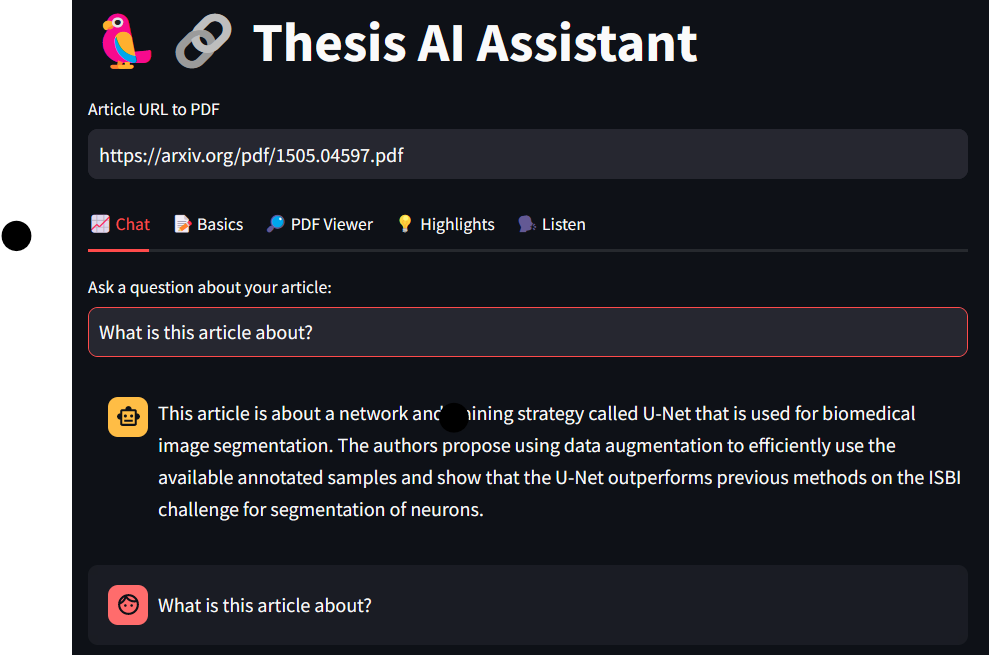 Thesis AI Assistant
Article URL to PDF
https://arxiv.org/pdf/1505.04597.pdf
Chat Basics PDF Viewer Highlights Listen
Ask a question about your article:
What is this article about?
This article is about a network and strategy called U-Net that is used for biomedical
image segmentation. The authors propose using data augmentation to efficiently use the
available annotated samples and show that the U-Net outperforms previous methods on the ISBI
challenge for segmentation of neurons.
What is this article about?